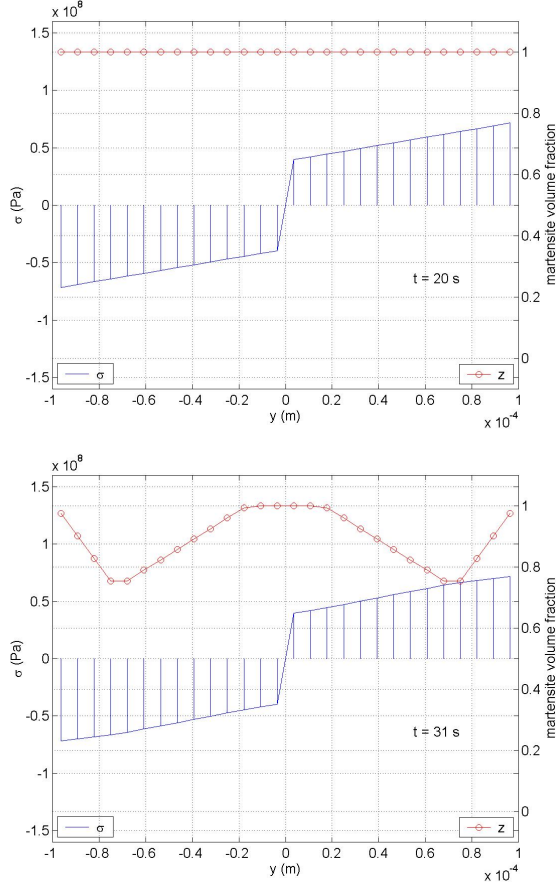 x 10⁸
1.5
1
0.5
0
-0.5
-1
-1.5
σ (Pa)
1
0.8
0.6
0.4
0.2
0
martensite volume fraction
t = 20 s
σ
z
-1 -0.8 -0.6 -0.4 -0.2 0 0.2 0.4 0.6 0.8 1
y (m)
x 10⁻⁴
x 10⁸
1.5
1
0.5
0
-0.5
-1
-1.5
σ (Pa)
1
0.8
0.6
0.4
0.2
0
martensite volume fraction
t = 31 s
σ
z
-1 -0.8 -0.6 -0.4 -0.2 0 0.2 0.4 0.6 0.8 1
y (m)
x 10⁻⁴